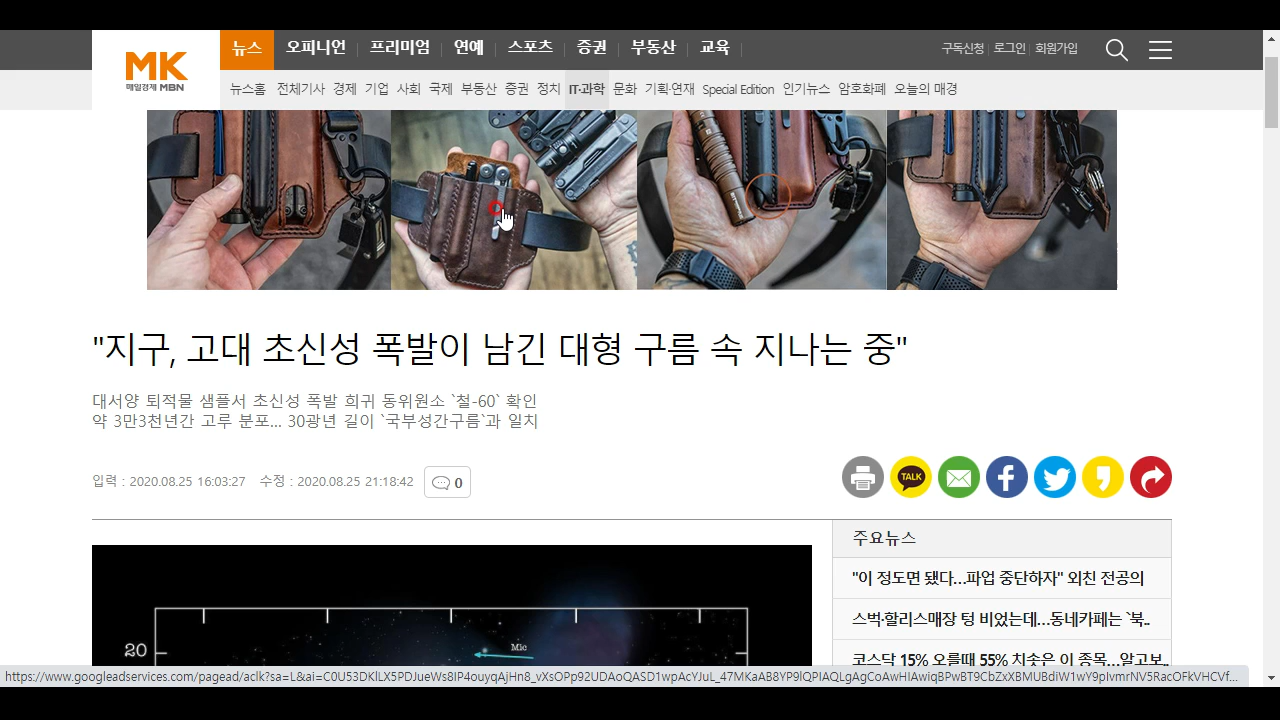 MK
매일경제 MBN
뉴스 오피니언 프리미엄 연예 스포츠 증권 부동산 교육
구독신청 로그인 회원가입
뉴스홈 전체기사 경제 기업 사회 국제 부동산 증권 정치 IT·과학 문화 기획·연재 Special Edition 인기뉴스 암호화폐 오늘의 매경
"지구, 고대 초신성 폭발이 남긴 대형 구름 속 지나는 중"
대서양 퇴적물 샘플서 초신성 폭발 희귀 동위원소 `철-60` 확인
약 3만3천년간 고루 분포... 30광년 길이 `국부성간구름`과 일치
입력 : 2020.08.25 11:18:27 수정 : 2020.08.25 21:18:42 0
TALK
주요뉴스
"이 정도면 됐다…파업 중단하자" 외친 전공의
스벅·할리스매장 텅 비었는데…동네카페는 `북..
코스닥 15% 오를때 55% 치솟은 이 종목…알고보..
20
Mic